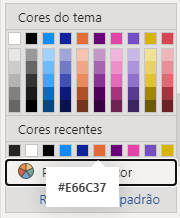 Cores do tema
Cores recentes
#E66C37
padrão